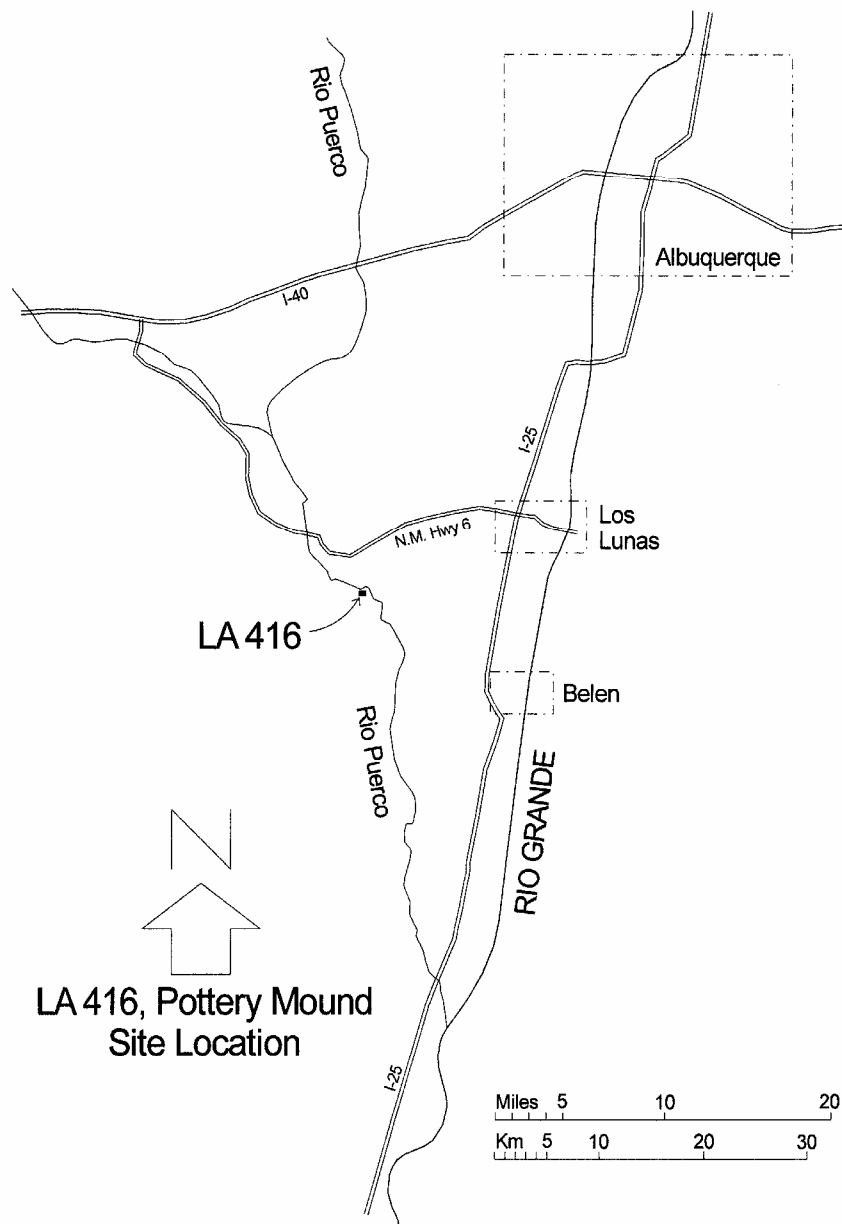 Rio Puerco
Albuquerque
I-40
I-25
Los
Lunas
N.M. Hwy 6
LA 416
Belen
Rio Puerco
RIO GRANDE
N
LA 416, Pottery Mound
Site Location
I-25
Miles 5 10 20
Km 5 10 20 30